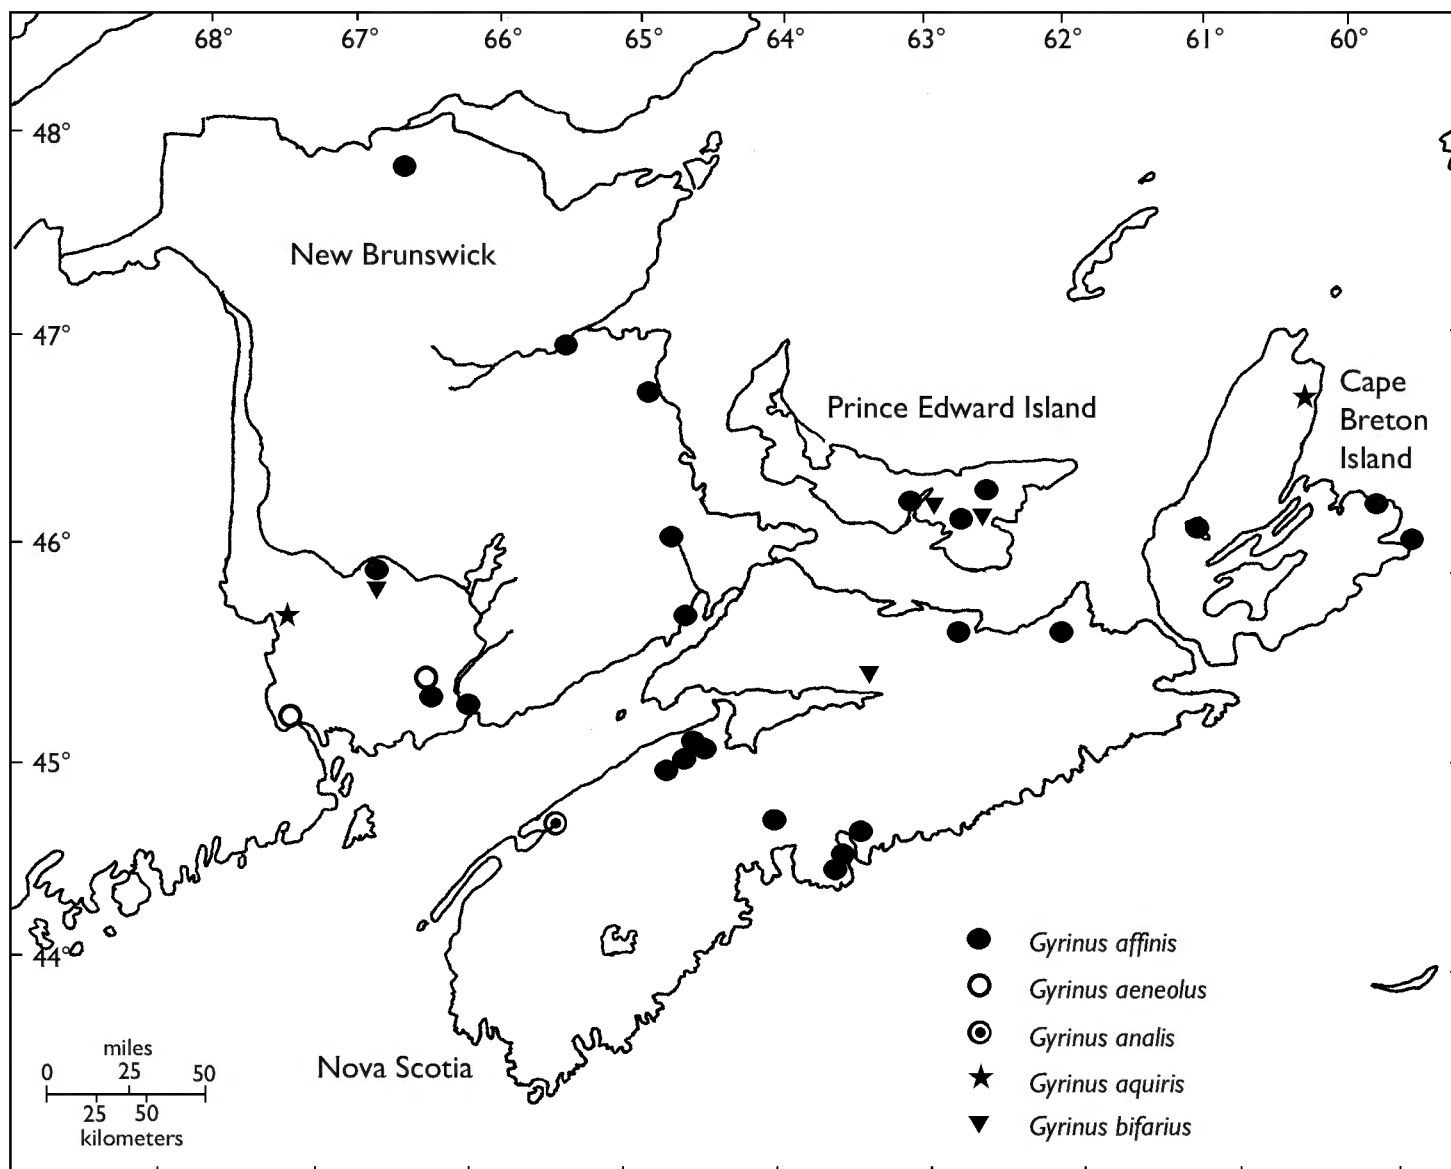 68° 67° 66° 65° 64° 63° 62° 61° 60°
48°
New Brunswick
47°
Cape
Prince Edward Island
Breton
Island
46°
45°
Gyrinus affinis
44°
Gyrinus aeneolus
Gyrinus analis
miles
Nova Scotia
0 25 50
Gyrinus aquiris
25 50
Gyrinus bifarius
kilometers